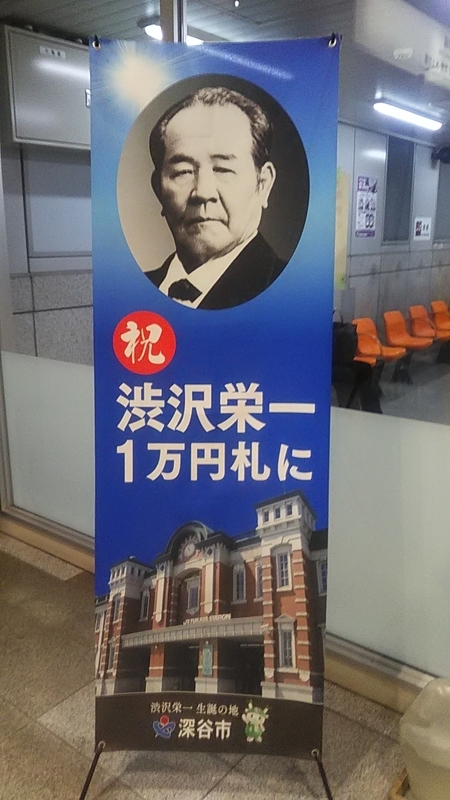 祝
渋沢栄一
1万円札に
渋沢栄一 生誕の地
深谷市